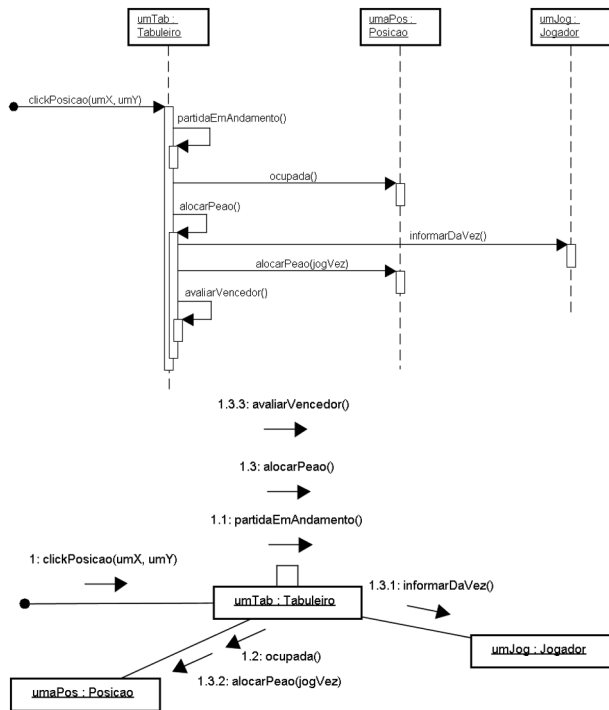 umTab :
Tabuleiro
umaPos :
Posicao
umJog :
Jogador
clickPosicao(umX, umY)
partidaEmAndamento()
ocupada()
alocarPeao()
informarDaVez()
alocarPeao(jogVez)
avaliarVencedor()
1.3.3: avaliarVencedor()
1.3: alocarPeao()
1.1: partidaEmAndamento()
1: clickPosicao(umX, umY)
1.3.1: informarDaVez()
umTab : Tabuleiro
umJog : Jogador
1.2: ocupada()
1.3.2: alocarPeao(jogVez)
umaPos : Posicao